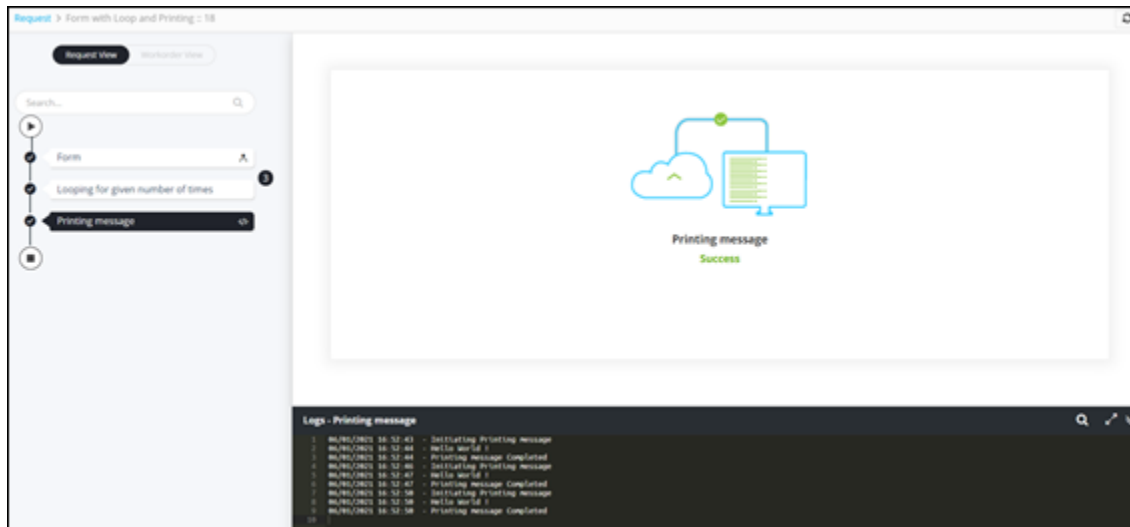 Request > Form with Loop and Printing :: 18
Request View
Workorder View
Search...
Form
3
Looping for given number of times
Printing message
Printing message
Success
Logs - Printing message
1 06/01/2021 16:52:43 - Initiating Printing message
2 06/01/2021 16:52:44 - Hello World !
3 06/01/2021 16:52:44 - Printing message Completed
4 06/01/2021 16:52:46 - Initiating Printing message
5 06/01/2021 16:52:47 - Hello World !
6 06/01/2021 16:52:47 - Printing message Completed
7 06/01/2021 16:52:50 - Initiating Printing message
8 06/01/2021 16:52:50 - Hello World !
9 06/01/2021 16:52:50 - Printing message Completed
10